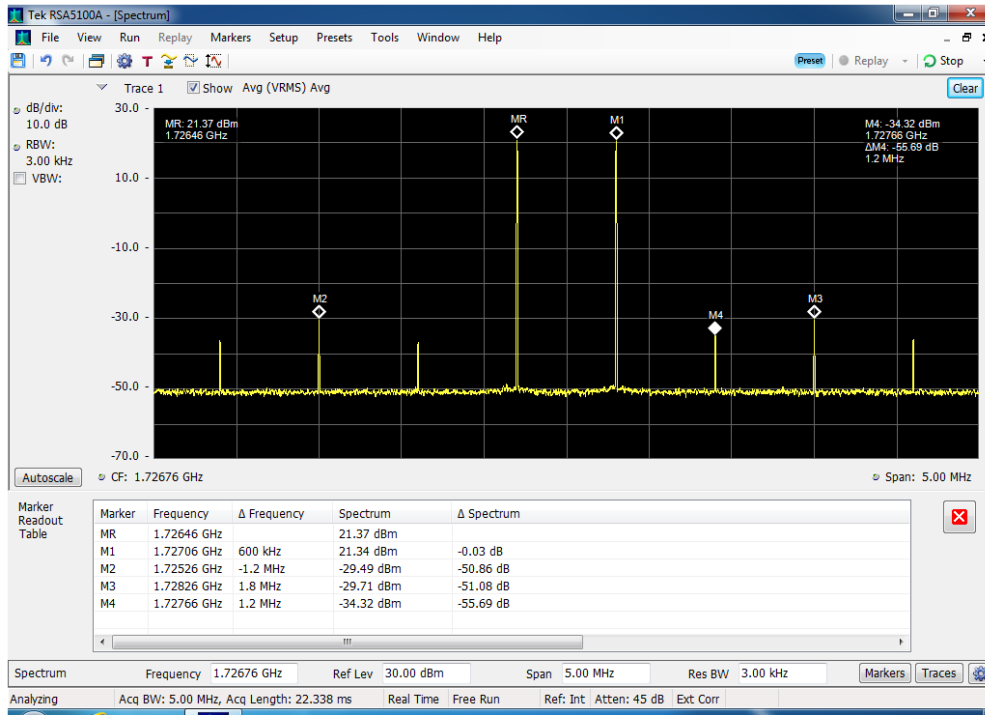 Tek RSA5100A - [Spectrum]
File View Run Replay Markers Setup Presets Tools Window Help
T Preset Replay Stop
Trace 1 Show Avg (VRMS) Avg Clear
dB/div:
10.0 dB
RBW:
3.00 kHz
VBW:
30.0
10.0
-10.0
-30.0
-50.0
-70.0
MR: 21.37 dBm
1.72646 GHz
MR
M1
M4: -34.32 dBm
1.72766 GHz
ΔM4: -55.69 dB
1.2 MHz
M2
M3
M4
Autoscale CF: 1.72676 GHz Span: 5.00 MHz
Marker
Readout
Table
Marker Frequency Δ Frequency Spectrum Δ Spectrum
MR 1.72646 GHz 21.37 dBm
M1 1.72706 GHz 600 kHz 21.34 dBm -0.03 dB
M2 1.72526 GHz -1.2 MHz -29.49 dBm -50.86 dB
M3 1.72826 GHz 1.8 MHz -29.71 dBm -51.08 dB
M4 1.72766 GHz 1.2 MHz -34.32 dBm -55.69 dB
Spectrum Frequency 1.72676 GHz Ref Lev 30.00 dBm Span 5.00 MHz Res BW 3.00 kHz Markers Traces
Analyzing Acq BW: 5.00 MHz, Acq Length: 22.338 ms Real Time Free Run Ref: Int Atten: 45 dB Ext Corr